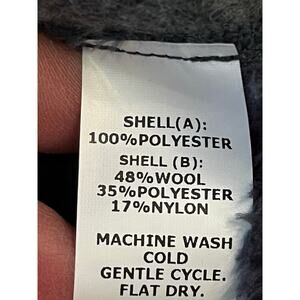 SHELL(A):
100%POLYESTER
SHELL (B):
48%WOOL
35%POLYESTER
17%NYLON
MACHINE WASH
COLD
GENTLE CYCLE.
FLAT DRY.